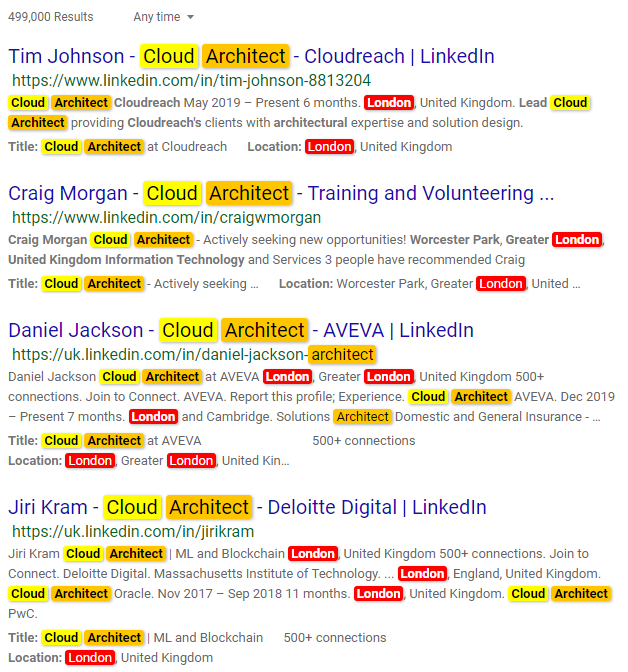 499,000 Results Any time
Tim Johnson - Cloud Architect - Cloudreach | LinkedIn
https://www.linkedin.com/in/tim-johnson-8813204
Cloud Architect Cloudreach May 2019 – Present 6 months. London, United Kingdom. Lead Cloud
Architect providing Cloudreach's clients with architectural expertise and solution design.
Title: Cloud Architect at Cloudreach Location: London, United Kingdom
Craig Morgan - Cloud Architect - Training and Volunteering ...
https://www.linkedin.com/in/craigwmorgan
Craig Morgan Cloud Architect - Actively seeking new opportunities! Worcester Park, Greater London,
United Kingdom Information Technology and Services 3 people have recommended Craig
Title: Cloud Architect - Actively seeking ... Location: Worcester Park, Greater London, United ...
Daniel Jackson - Cloud Architect - AVEVA | LinkedIn
https://uk.linkedin.com/in/daniel-jackson-architect
Daniel Jackson Cloud Architect at AVEVA London, Greater London, United Kingdom 500+
connections. Join to Connect. AVEVA. Report this profile; Experience. Cloud Architect AVEVA. Dec 2019
– Present 7 months. London and Cambridge. Solutions Architect Domestic and General Insurance - ...
Title: Cloud Architect at AVEVA 500+ connections
Location: London, Greater London, United Kin...
Jiri Kram - Cloud Architect - Deloitte Digital | LinkedIn
https://uk.linkedin.com/in/jirikram
Jiri Kram Cloud Architect | ML and Blockchain London, United Kingdom 500+ connections. Join to
Connect. Deloitte Digital. Massachusetts Institute of Technology. ... London, England, United Kingdom.
Cloud Architect Oracle. Nov 2017 – Sep 2018 11 months. London, United Kingdom. Cloud Architect
PwC.
Title: Cloud Architect | ML and Blockchain 500+ connections
Location: London, United Kingdom